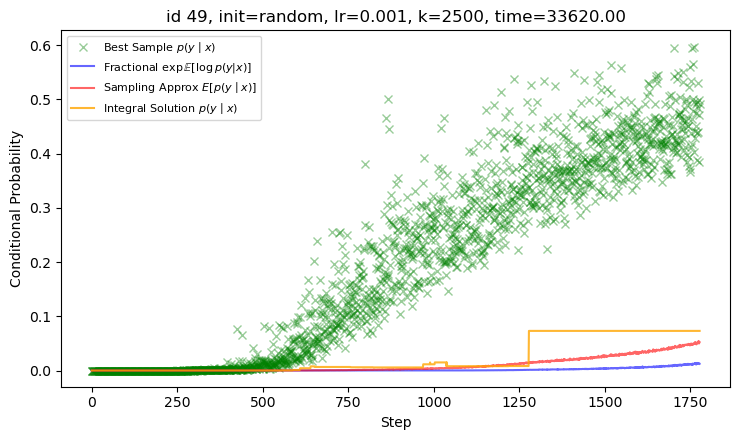 id 49, init=random, lr=0.001, k=2500, time=33620.00
Best Sample p(y | x)
Fractional exp𝔼[log p(y|x)]
Sampling Approx E[p(y | x)]
Integral Solution p(y | x)
Conditional Probability
0.6
0.5
0.4
0.3
0.2
0.1
0.0
0 250 500 750 1000 1250 1500 1750
Step